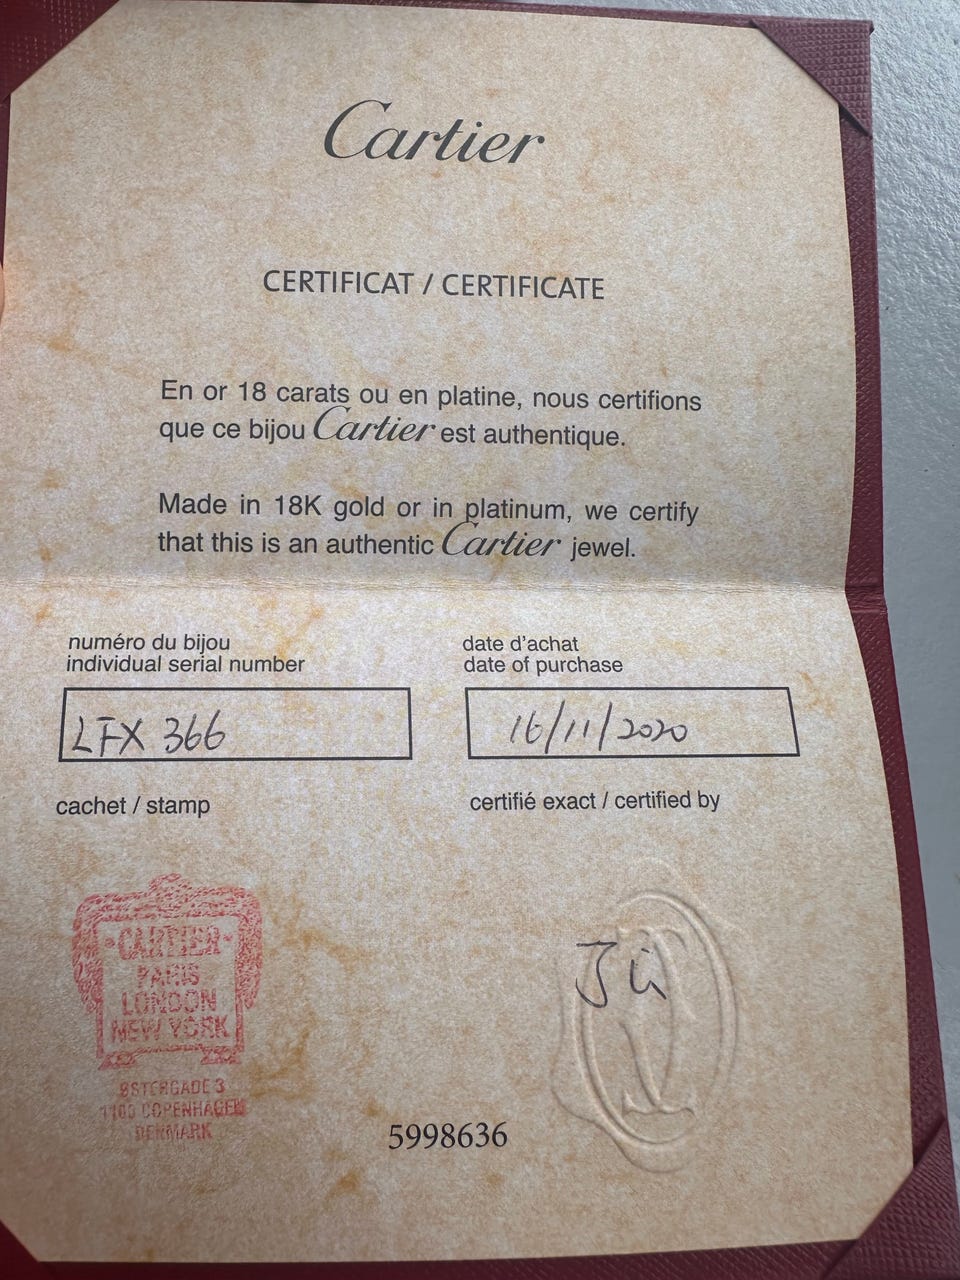 Cartier
CERTIFICAT / CERTIFICATE
En or 18 carats ou en platine, nous certifions
que ce bijou Cartier est authentique.
Made in 18K gold or in platinum, we certify
that this is an authentic Cartier jewel.
numéro du bijou
individual serial number
LFX 366
date d'achat
date of purchase
16/11/2020
cachet / stamp
certifié exact / certified by
CARTIER
PARIS
LONDON
NEW YORK
ØSTERGADE 3
1100 COPENHAGEN
DENMARK
5998636